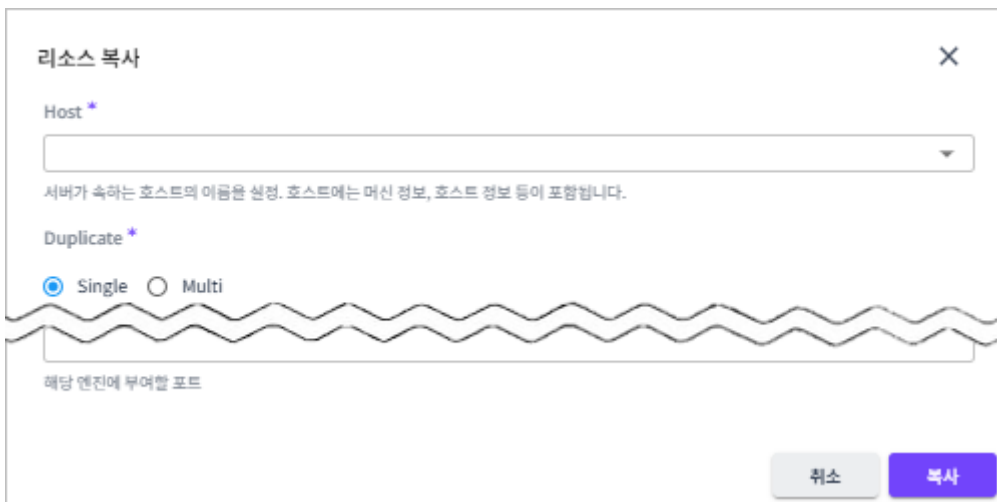 리소스 복사
Host *
서버가 속하는 호스트의 이름을 설정. 호스트에는 머신 정보, 호스트 정보 등이 포함됩니다.
Duplicate *
Single Multi
해당 엔진에 부여할 포트
취소 복사